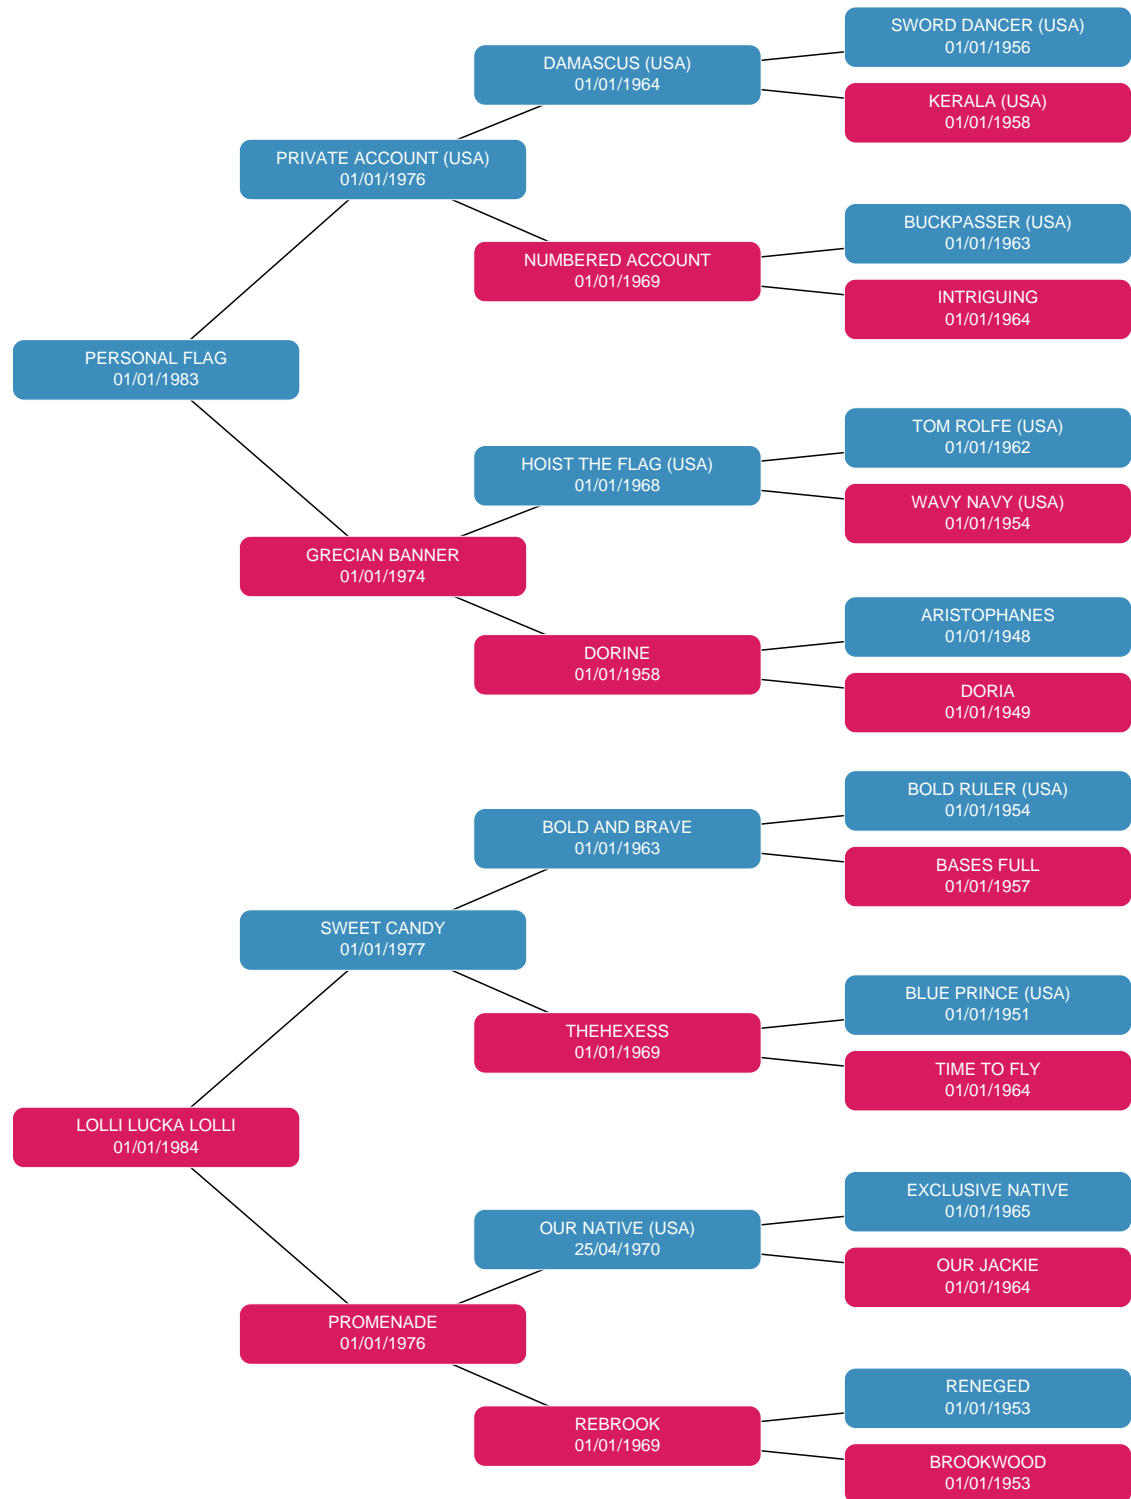 SWORD DANCER (USA)
01/01/1956
DAMASCUS (USA)
01/01/1964
KERALA (USA)
01/01/1958
PRIVATE ACCOUNT (USA)
01/01/1976
BUCKPASSER (USA)
01/01/1963
NUMBERED ACCOUNT
01/01/1969
INTRIGUING
01/01/1964
PERSONAL FLAG
01/01/1983
TOM ROLFE (USA)
01/01/1962
HOIST THE FLAG (USA)
01/01/1968
WAVY NAVY (USA)
01/01/1954
GRECIAN BANNER
01/01/1974
ARISTOPHANES
01/01/1948
DORINE
01/01/1958
DORIA
01/01/1949
BOLD RULER (USA)
01/01/1954
BOLD AND BRAVE
01/01/1963
BASES FULL
01/01/1957
SWEET CANDY
01/01/1977
BLUE PRINCE (USA)
01/01/1951
THEHEXESS
01/01/1969
TIME TO FLY
01/01/1964
LOLLI LUCKA LOLLI
01/01/1984
EXCLUSIVE NATIVE
01/01/1965
OUR NATIVE (USA)
25/04/1970
OUR JACKIE
01/01/1964
PROMENADE
01/01/1976
RENEGED
01/01/1953
REBROOK
01/01/1969
BROOKWOOD
01/01/1953